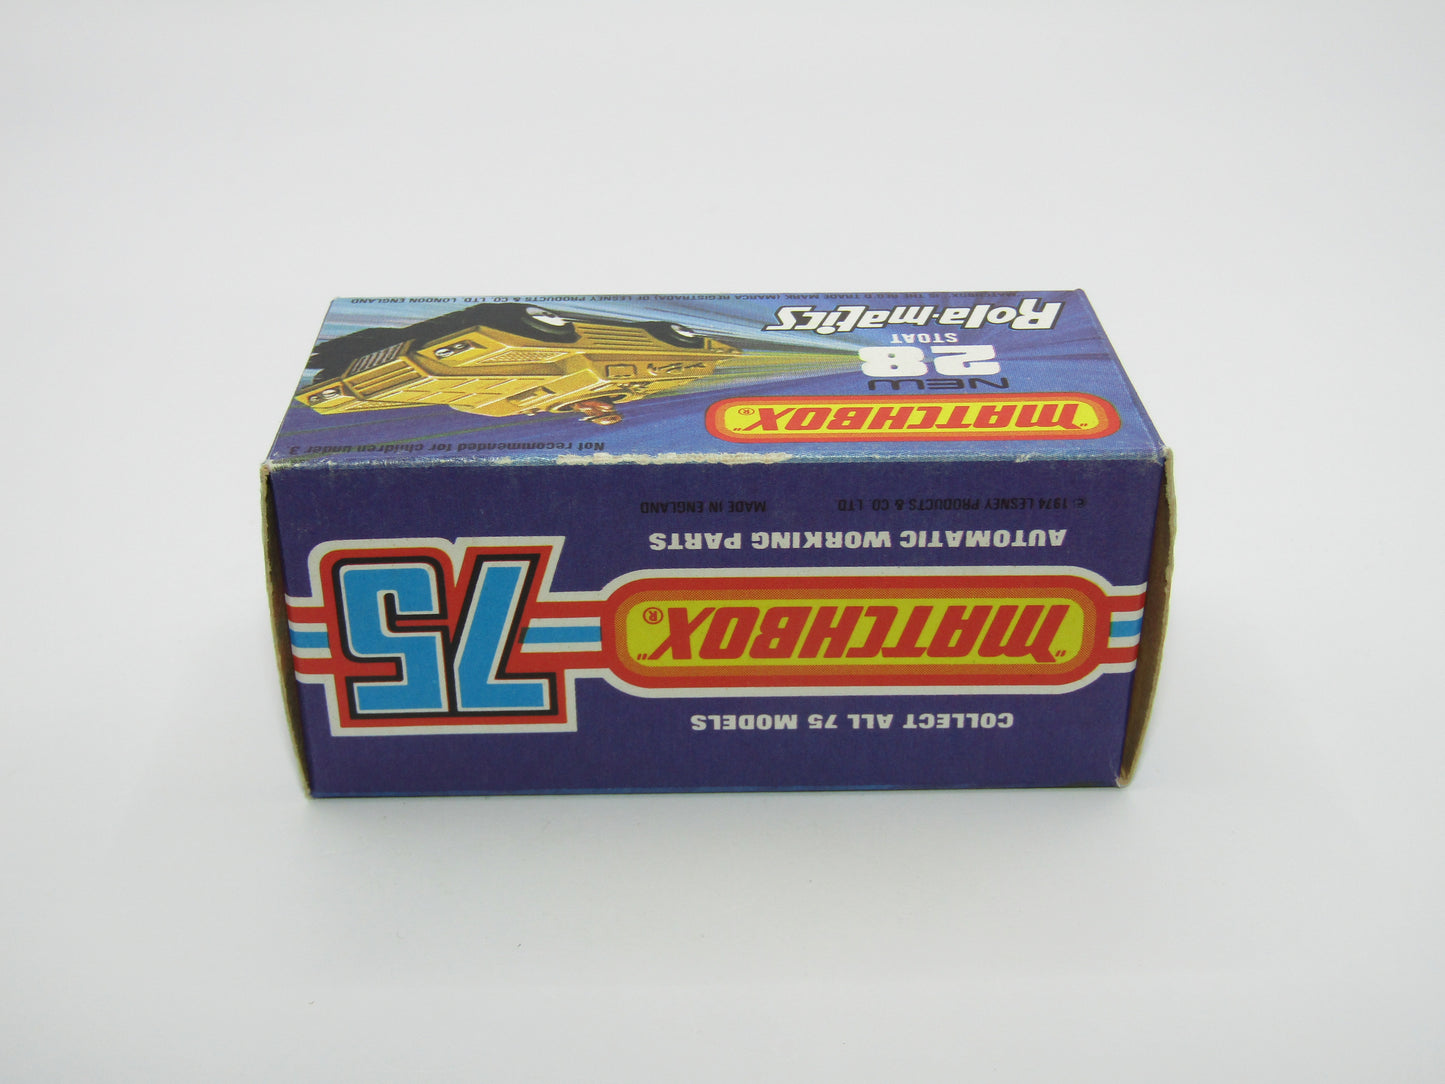 Not recommended for children under 3
"MATCHBOX"®
NEW
28
STOAT
Rola-matics
MATCHBOX IS THE REG'D TRADE MARK (MARCA REGISTRADA) OF LESNEY PRODUCTS & CO. LTD. LONDON ENGLAND
COLLECT ALL 75 MODELS
"MATCHBOX"® 75
AUTOMATIC WORKING PARTS
© 1974 LESNEY PRODUCTS & CO. LTD. MADE IN ENGLAND